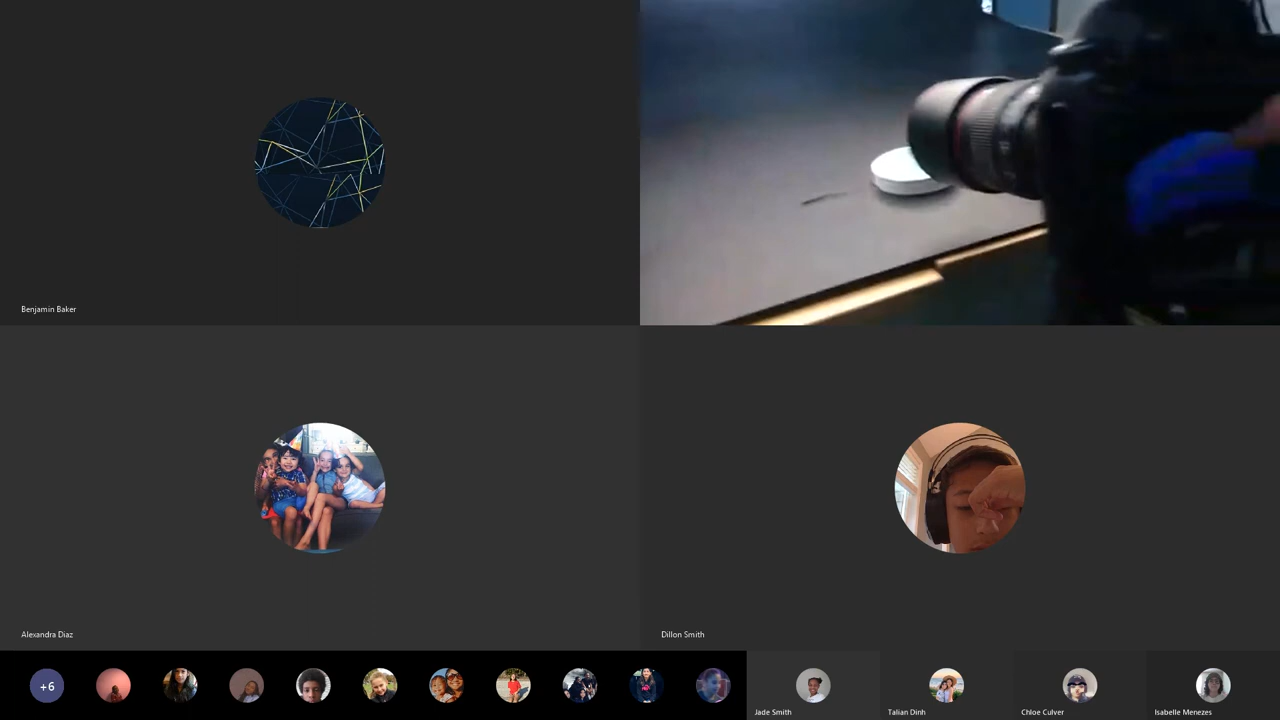 Benjamin Baker
Alexandra Diaz
Dillon Smith
+6
Jade Smith
Talian Dinh
Chloe Culver
Isabelle Menezes